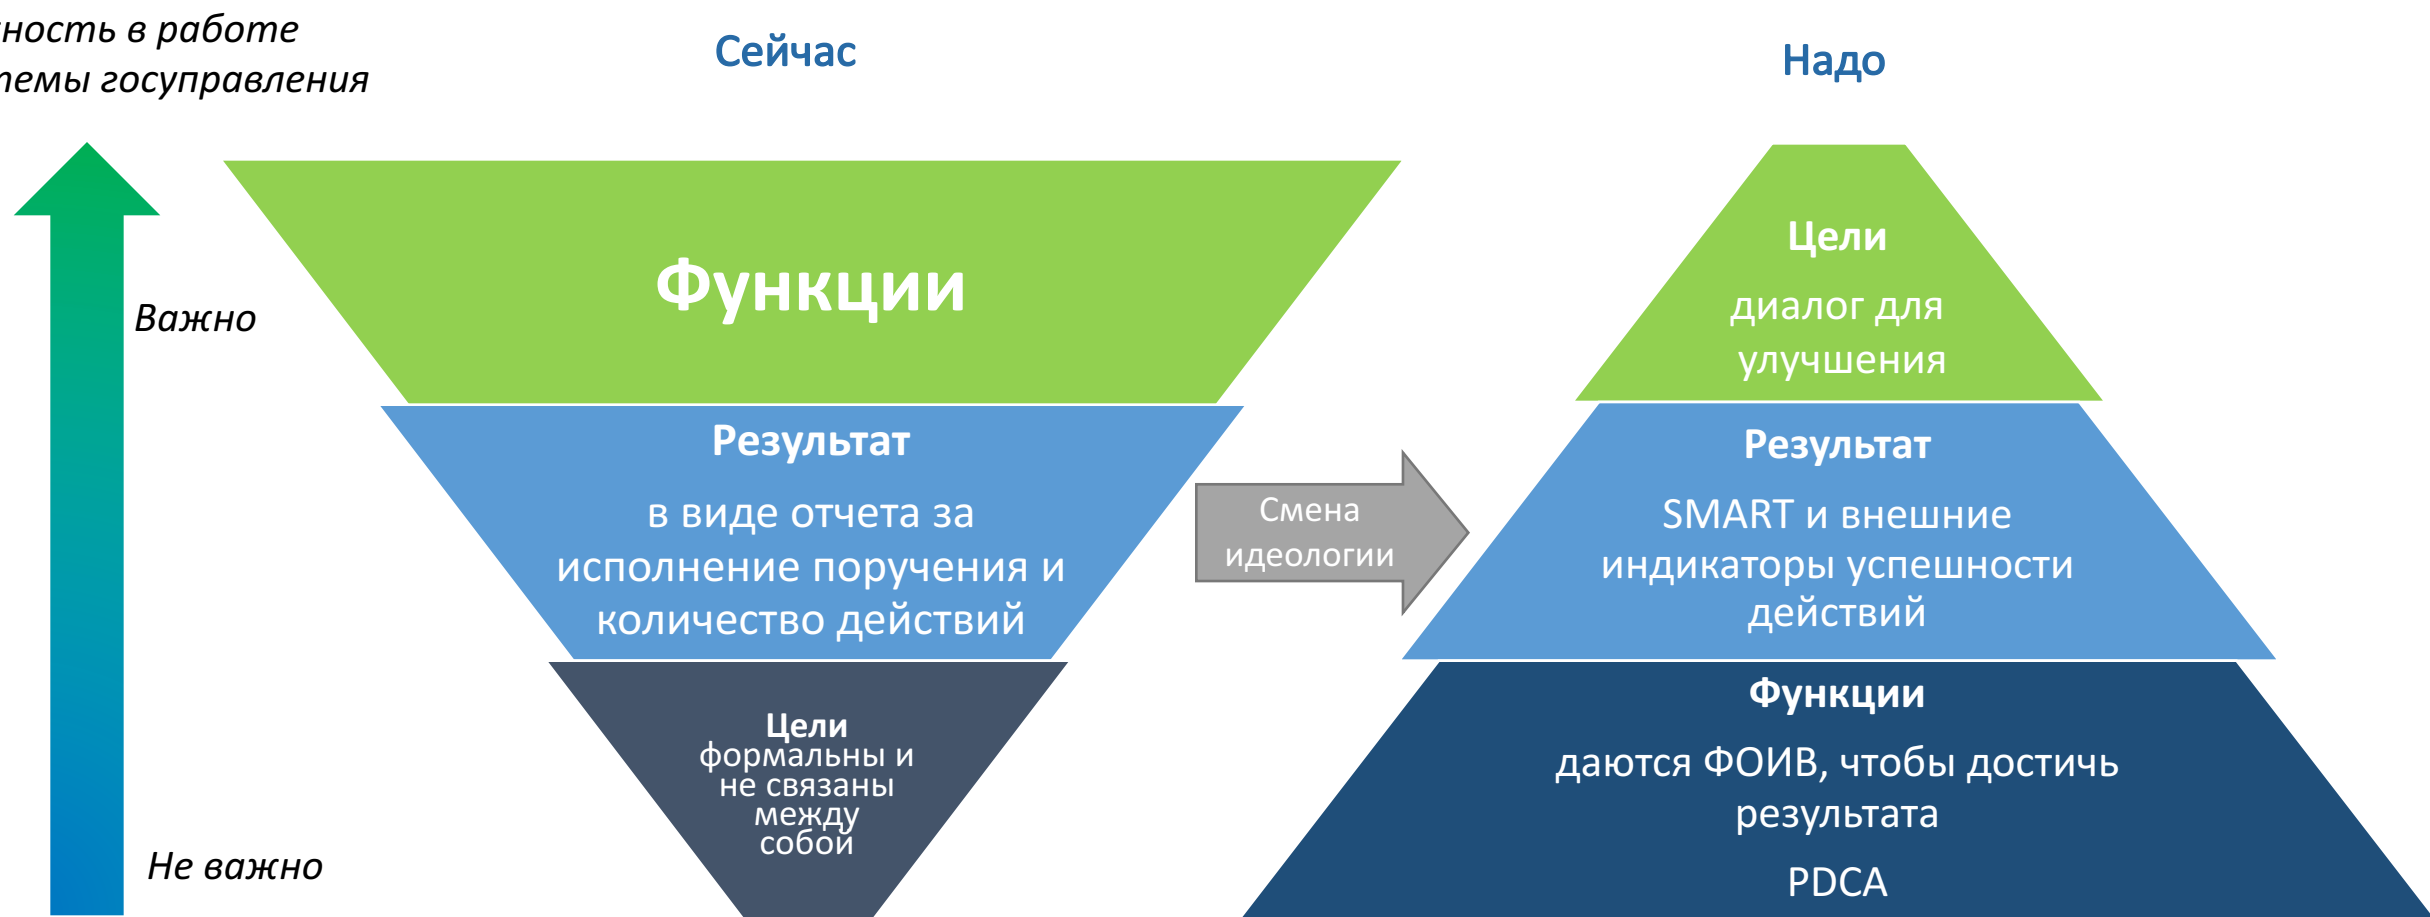 в работе
госуправления
Сейчас
Надо
Важно
Не важно
Функции
Результат
в виде отчета за
исполнение поручения и
количество действий
Цели
формальны и
не связаны
между
собой
Смена
идеологии
Цели
диалог для
улучшения
Результат
SMART и внешние
индикаторы успешности
действий
Функции
даются ФОИВ, чтобы достичь
результата
PDCA